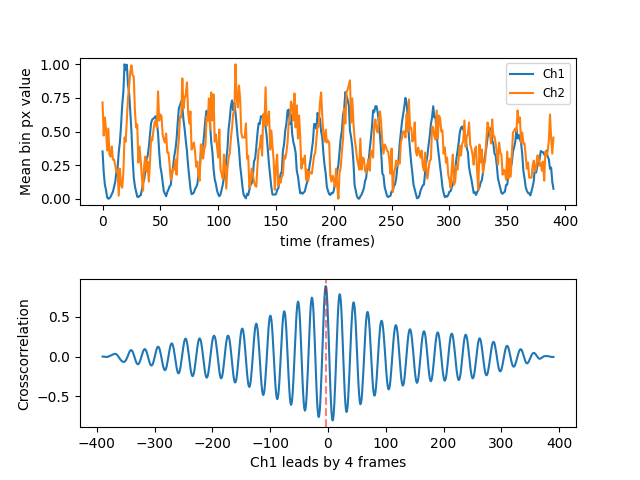 1.00
0.75
0.50
0.25
0.00
Mean bin px value
Ch1
Ch2
0 50 100 150 200 250 300 350 400
time (frames)
0.5
0.0
−0.5
Crosscorrelation
−400 −300 −200 −100 0 100 200 300 400
Ch1 leads by 4 frames